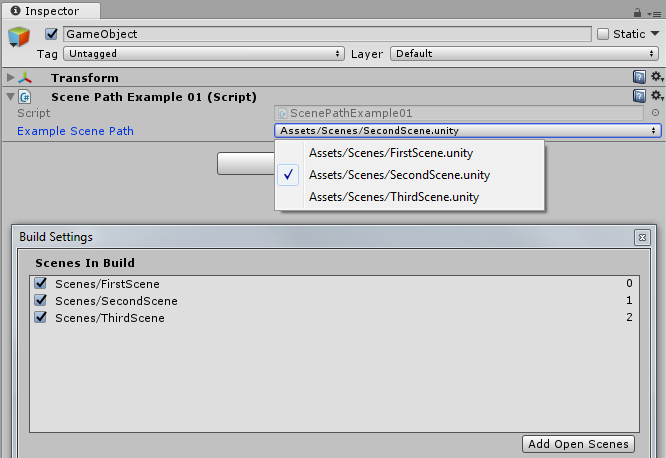 Inspector
GameObject Static
Tag Untagged Layer Default
Transform
Scene Path Example 01 (Script)
Script ScenePathExample01
Example Scene Path Assets/Scenes/SecondScene.unity
Assets/Scenes/FirstScene.unity
Assets/Scenes/SecondScene.unity
Assets/Scenes/ThirdScene.unity
Build Settings
Scenes In Build
Scenes/FirstScene 0
Scenes/SecondScene 1
Scenes/ThirdScene 2
Add Open Scenes